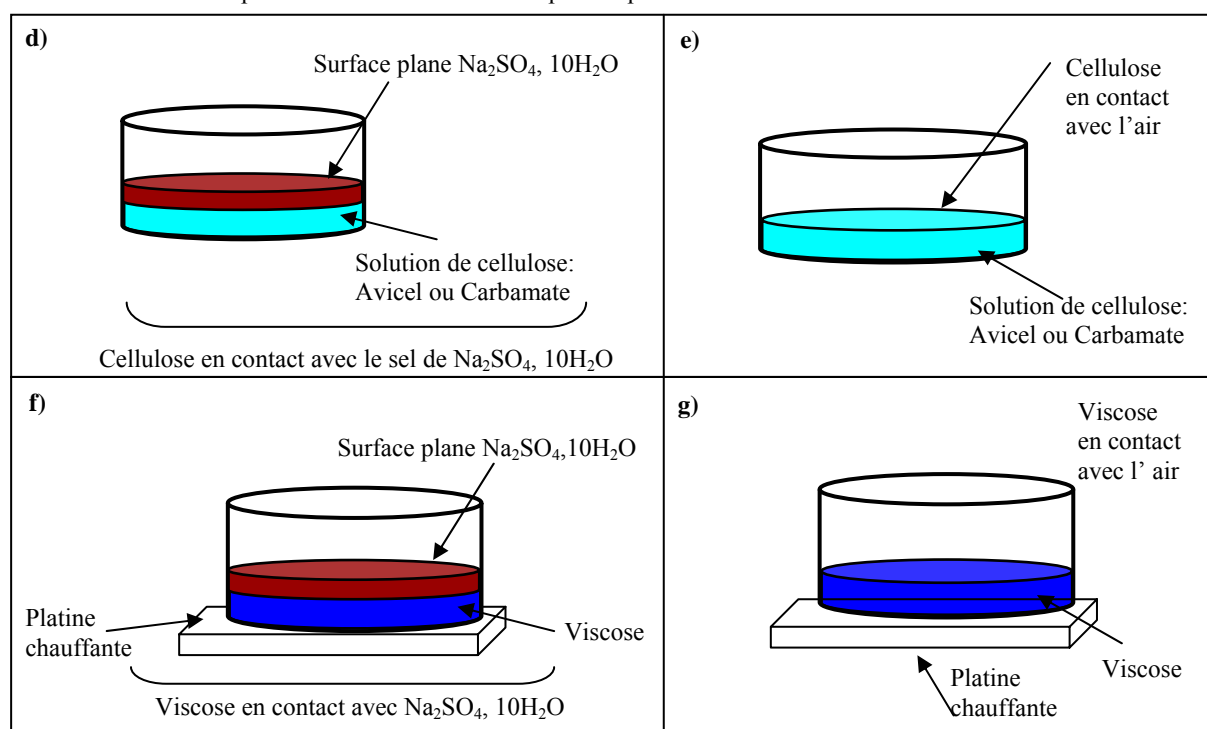 d)
Surface plane Na₂SO₄, 10H₂O
Solution de cellulose:
Avicel ou Carbamate
Cellulose en contact avec le sel de Na₂SO₄, 10H₂O
e)
Cellulose
en contact
avec l’air
Solution de cellulose:
Avicel ou Carbamate
f)
Surface plane Na₂SO₄,10H₂O
Platine
chauffante
Viscose
Viscose en contact avec Na₂SO₄, 10H₂O
g)
Viscose
en contact
avec l’ air
Viscose
Platine
chauffante